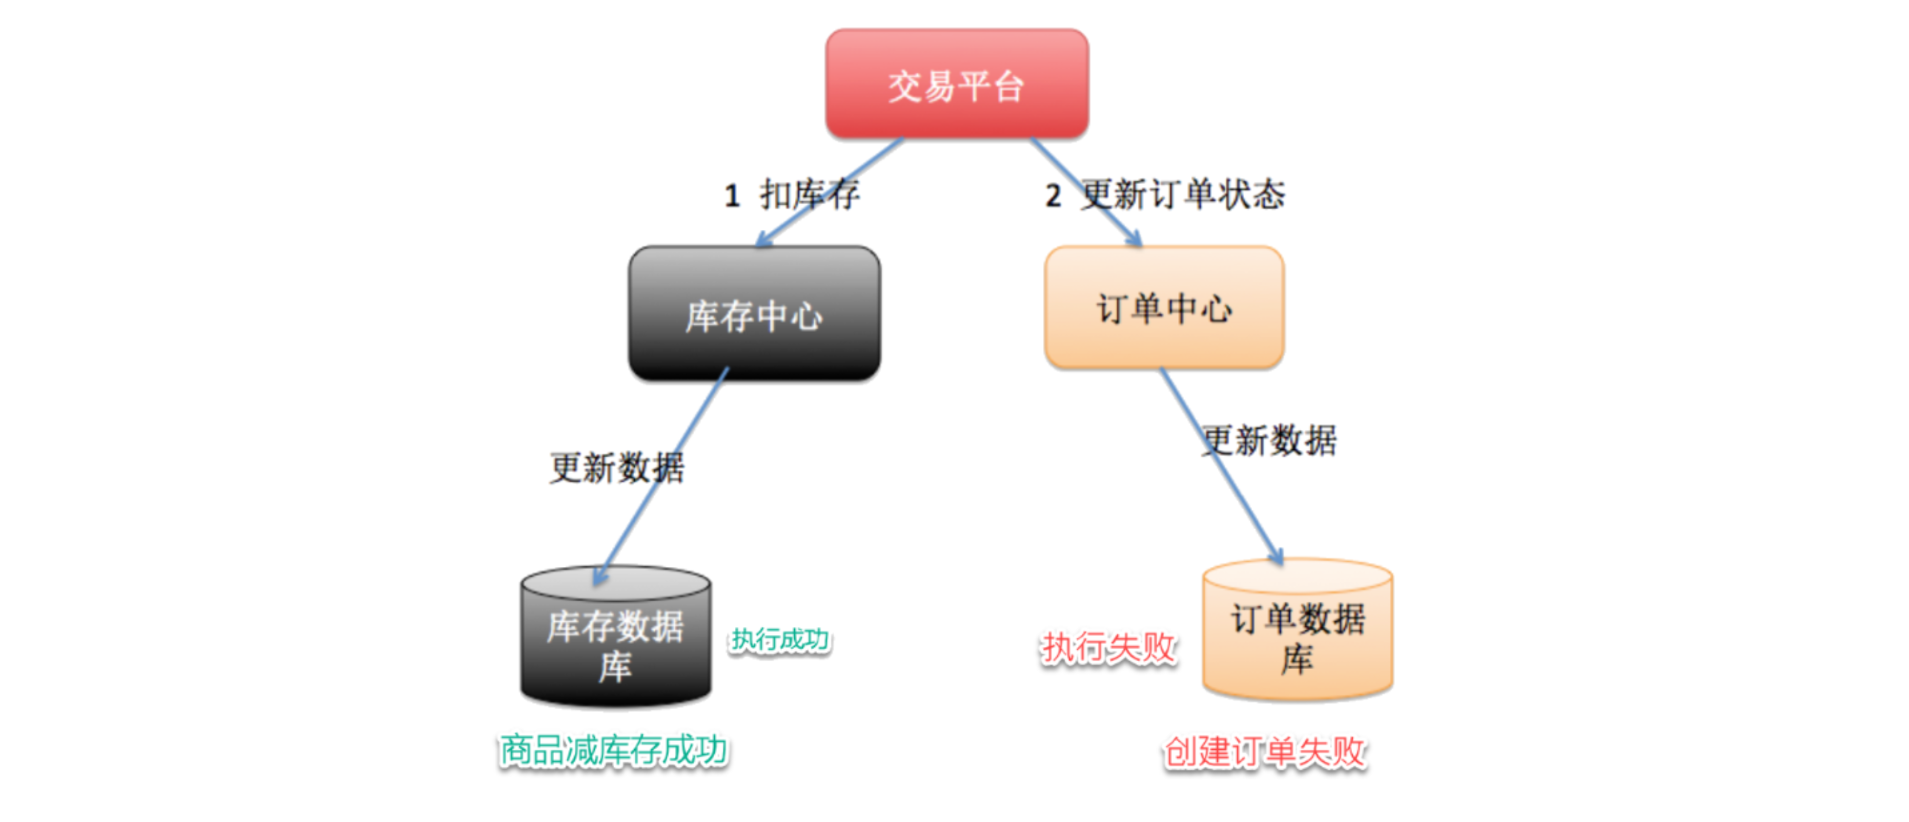 交易平台
1 扣库存
2 更新订单状态
库存中心
订单中心
更新数据
更新数据
库存数据
库
执行成功
执行失败
订单数据
库
商品减库存成功
创建订单失败